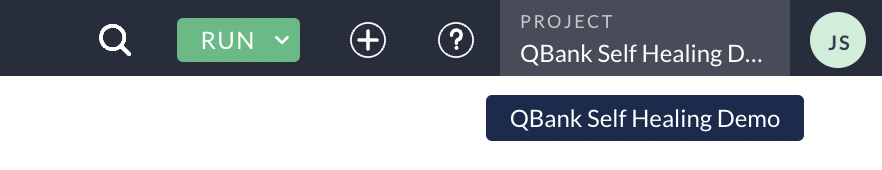 RUN
?
PROJECT
QBank Self Healing D...
JS
QBank Self Healing Demo